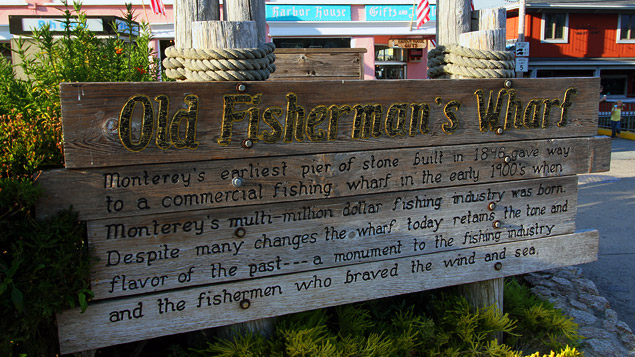 Harbor House Gifts
Old Fisherman's Wharf
Monterey's earliest pier of stone built in 1846 gave way
to a commercial fishing wharf in the early 1900's when
Monterey's multi-million dollar fishing industry was born.
Despite many changes the wharf today retains the tone and
flavor of the past---a monument to the fishing industry
and the fishermen who braved the wind and sea.